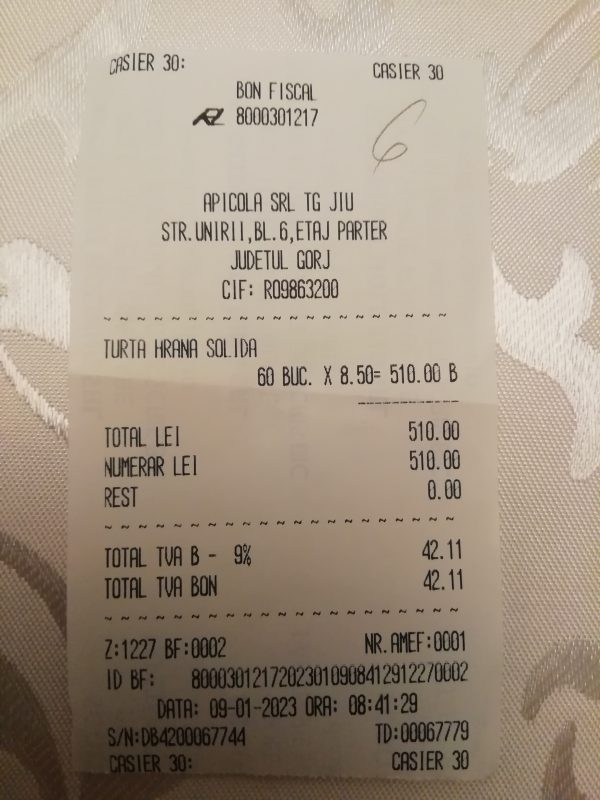 CASIER 30: CASIER 30
BON FISCAL
8000301217
6
APICOLA SRL TG JIU
STR.UNIRII,BL.6,ETAJ PARTER
JUDETUL GORJ
CIF: RO9863200
~ ~ ~ ~ ~ ~ ~ ~ ~ ~ ~ ~ ~ ~ ~ ~ ~ ~ ~ ~ ~ ~
TURTA HRANA SOLIDA
60 BUC. X 8.50= 510.00 B
TOTAL LEI 510.00
NUMERAR LEI 510.00
REST 0.00
~ ~ ~ ~ ~ ~ ~ ~ ~ ~ ~ ~ ~ ~ ~ ~ ~ ~ ~ ~ ~ ~
TOTAL TVA B - 9% 42.11
TOTAL TVA BON 42.11
~ ~ ~ ~ ~ ~ ~ ~ ~ ~ ~ ~ ~ ~ ~ ~ ~ ~ ~ ~ ~ ~
Z:1227 BF:0002 NR.AMEF:0001
ID BF: 80003012172023010908412912270002
DATA: 09-01-2023 ORA: 08:41:29
S/N:DB4200067744 TD:00067779
CASIER 30: CASIER 30